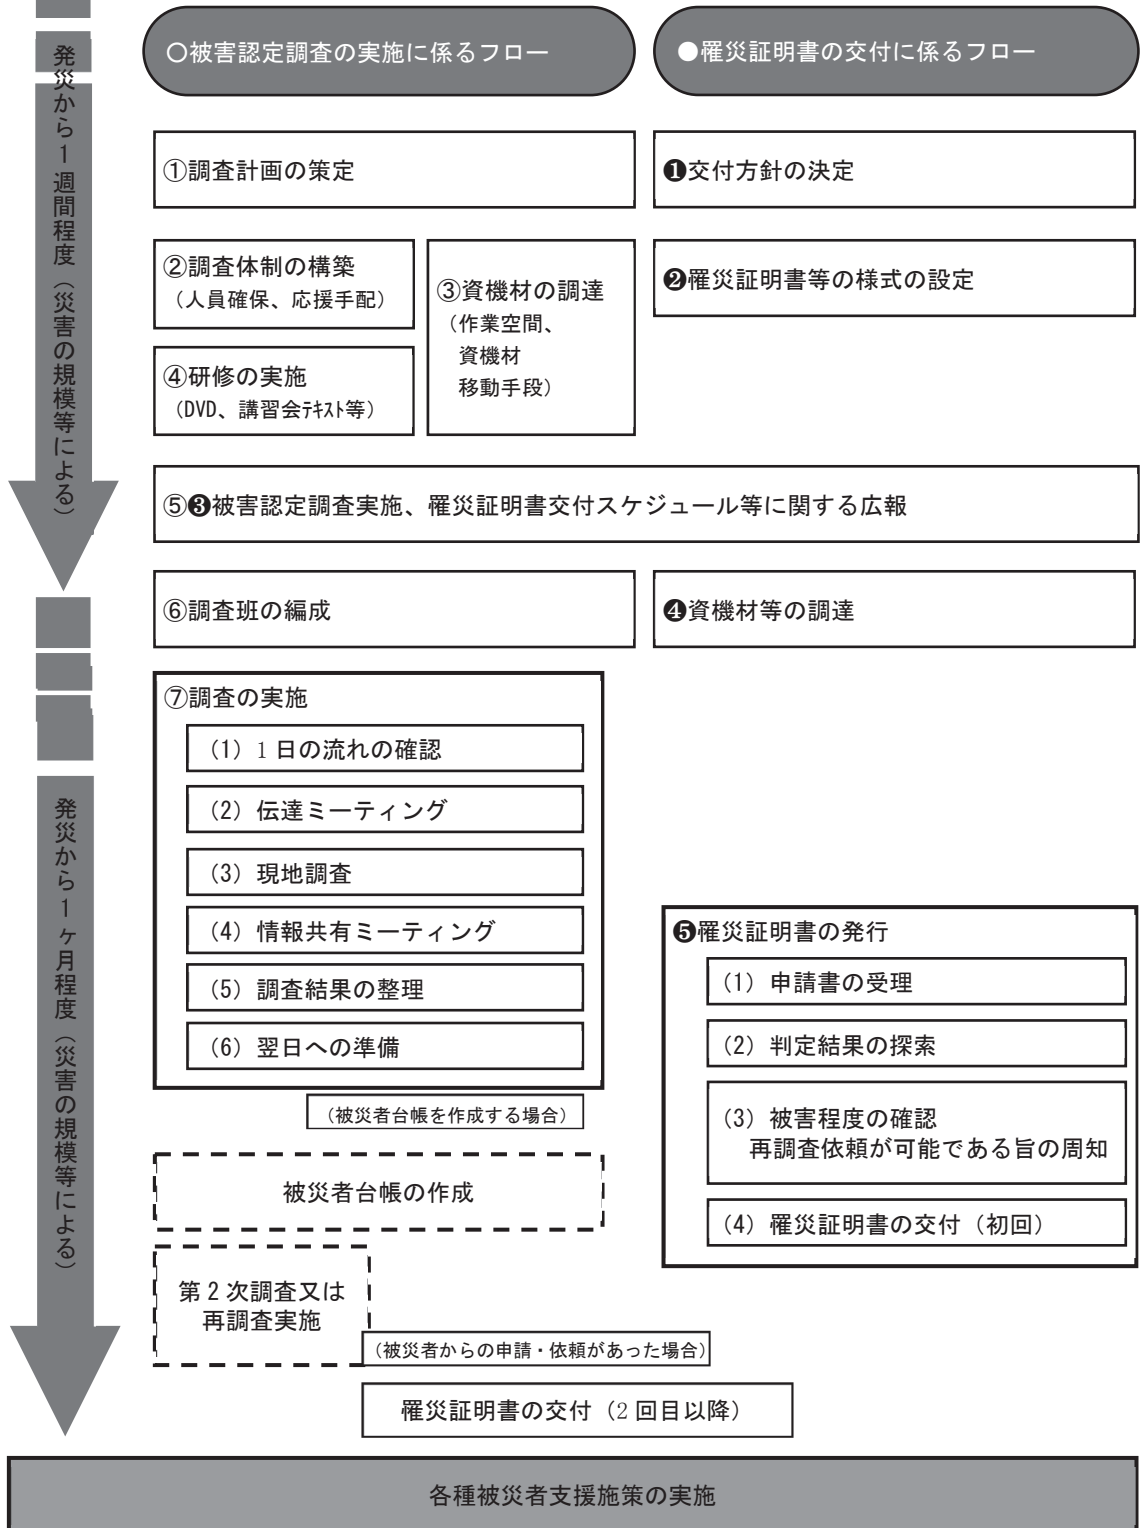 発災から1週間程度（災害の規模等による）
○被害認定調査の実施に係るフロー
●罹災証明書の交付に係るフロー
①調査計画の策定
❶交付方針の決定
②調査体制の構築
（人員確保、応援手配）
③資機材の調達
（作業空間、
資機材
移動手段）
❷罹災証明書等の様式の設定
④研修の実施
（DVD、講習会ﾃｷｽﾄ等）
⑤❸被害認定調査実施、罹災証明書交付スケジュール等に関する広報
⑥調査班の編成
❹資機材等の調達
発災から1ヶ月程度（災害の規模等による）
⑦調査の実施
（1）1日の流れの確認
（2）伝達ミーティング
（3）現地調査
（4）情報共有ミーティング
（5）調査結果の整理
（6）翌日への準備
（被災者台帳を作成する場合）
被災者台帳の作成
❺罹災証明書の発行
（1）申請書の受理
（2）判定結果の探索
（3）被害程度の確認
再調査依頼が可能である旨の周知
（4）罹災証明書の交付（初回）
第2次調査又は
再調査実施
（被災者からの申請・依頼があった場合）
罹災証明書の交付（2回目以降）
各種被災者支援施策の実施